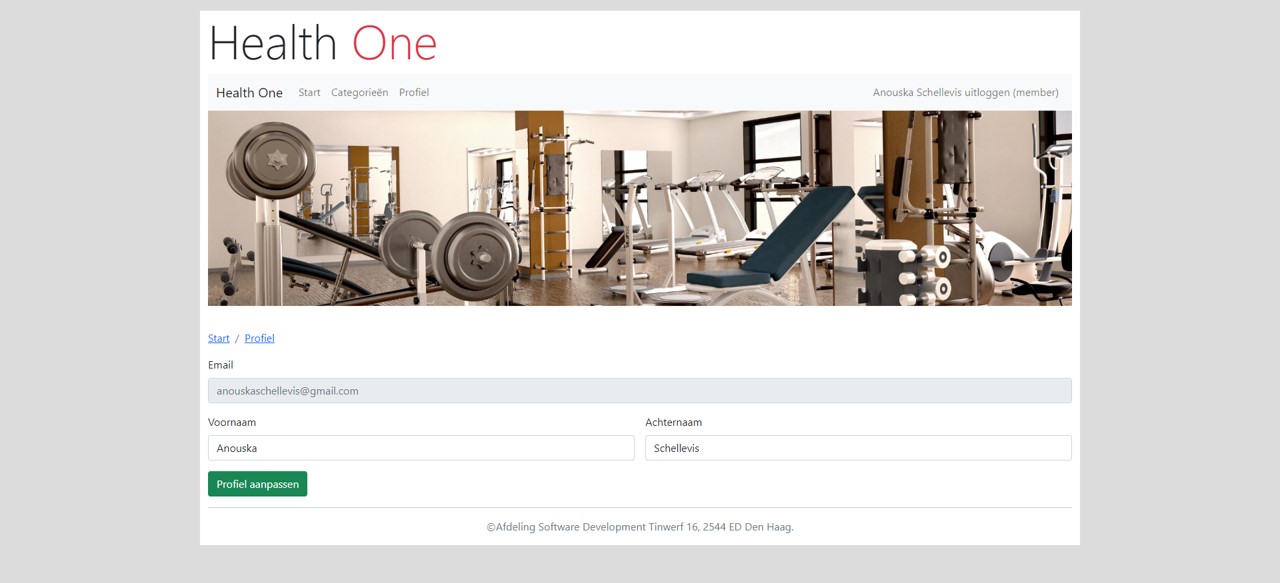 Health One
Health One Start Categorieën Profiel Anouska Schellevis uitloggen (member)
Start / Profiel
Email
anouskaschellevis@gmail.com
Voornaam Achternaam
Anouska Schellevis
Profiel aanpassen
©Afdeling Software Development Tinwerf 16, 2544 ED Den Haag.